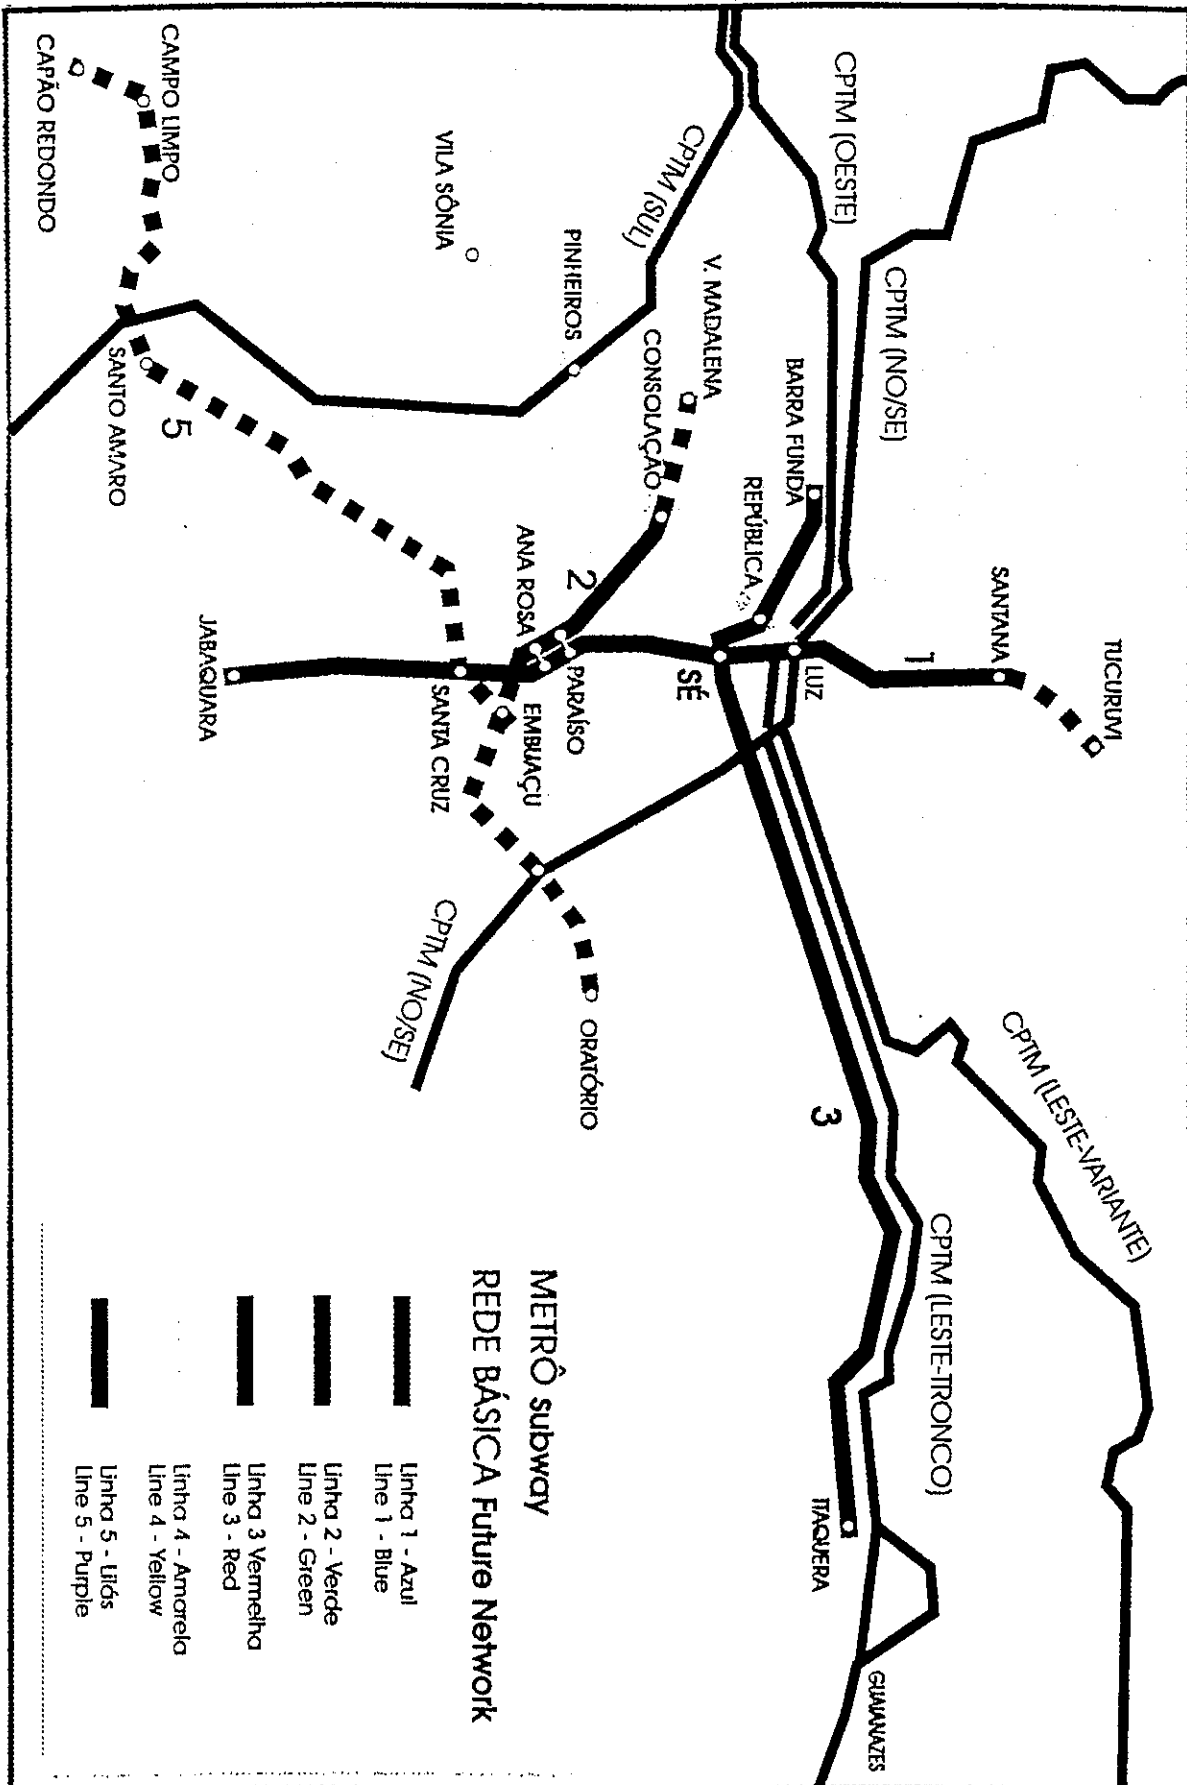 TUCURUVI
SANTANA
1
CPTM (NO/SE)
CPTM (OESTE)
BARRA FUNDA
REPÚBLICA
LUZ
SÉ
CPTM (SUL)
V. MADALENA
CONSOLAÇÃO
PINHEIROS
VILA SÔNIA
2
ANA ROSA
PARAÍSO
EMBUAÇU
SANTA CRUZ
JABAQUARA
CAMPO LIMPO
CAPÃO REDONDO
SANTO AMARO
5
CPTM (NO/SE)
ORATÓRIO
3
CPTM (LESTE-VARIANTE)
CPTM (LESTE-TRONCO)
ITAQUERA
GUAIANAZES
METRÔ subway
REDE BÁSICA Future Network
Linha 1 - Azul
Line 1 - Blue
Linha 2 - Verde
Line 2 - Green
Linha 3 Vermelha
Line 3 - Red
Linha 4 - Amarela
Line 4 - Yellow
Linha 5 - Lilás
Line 5 - Purple